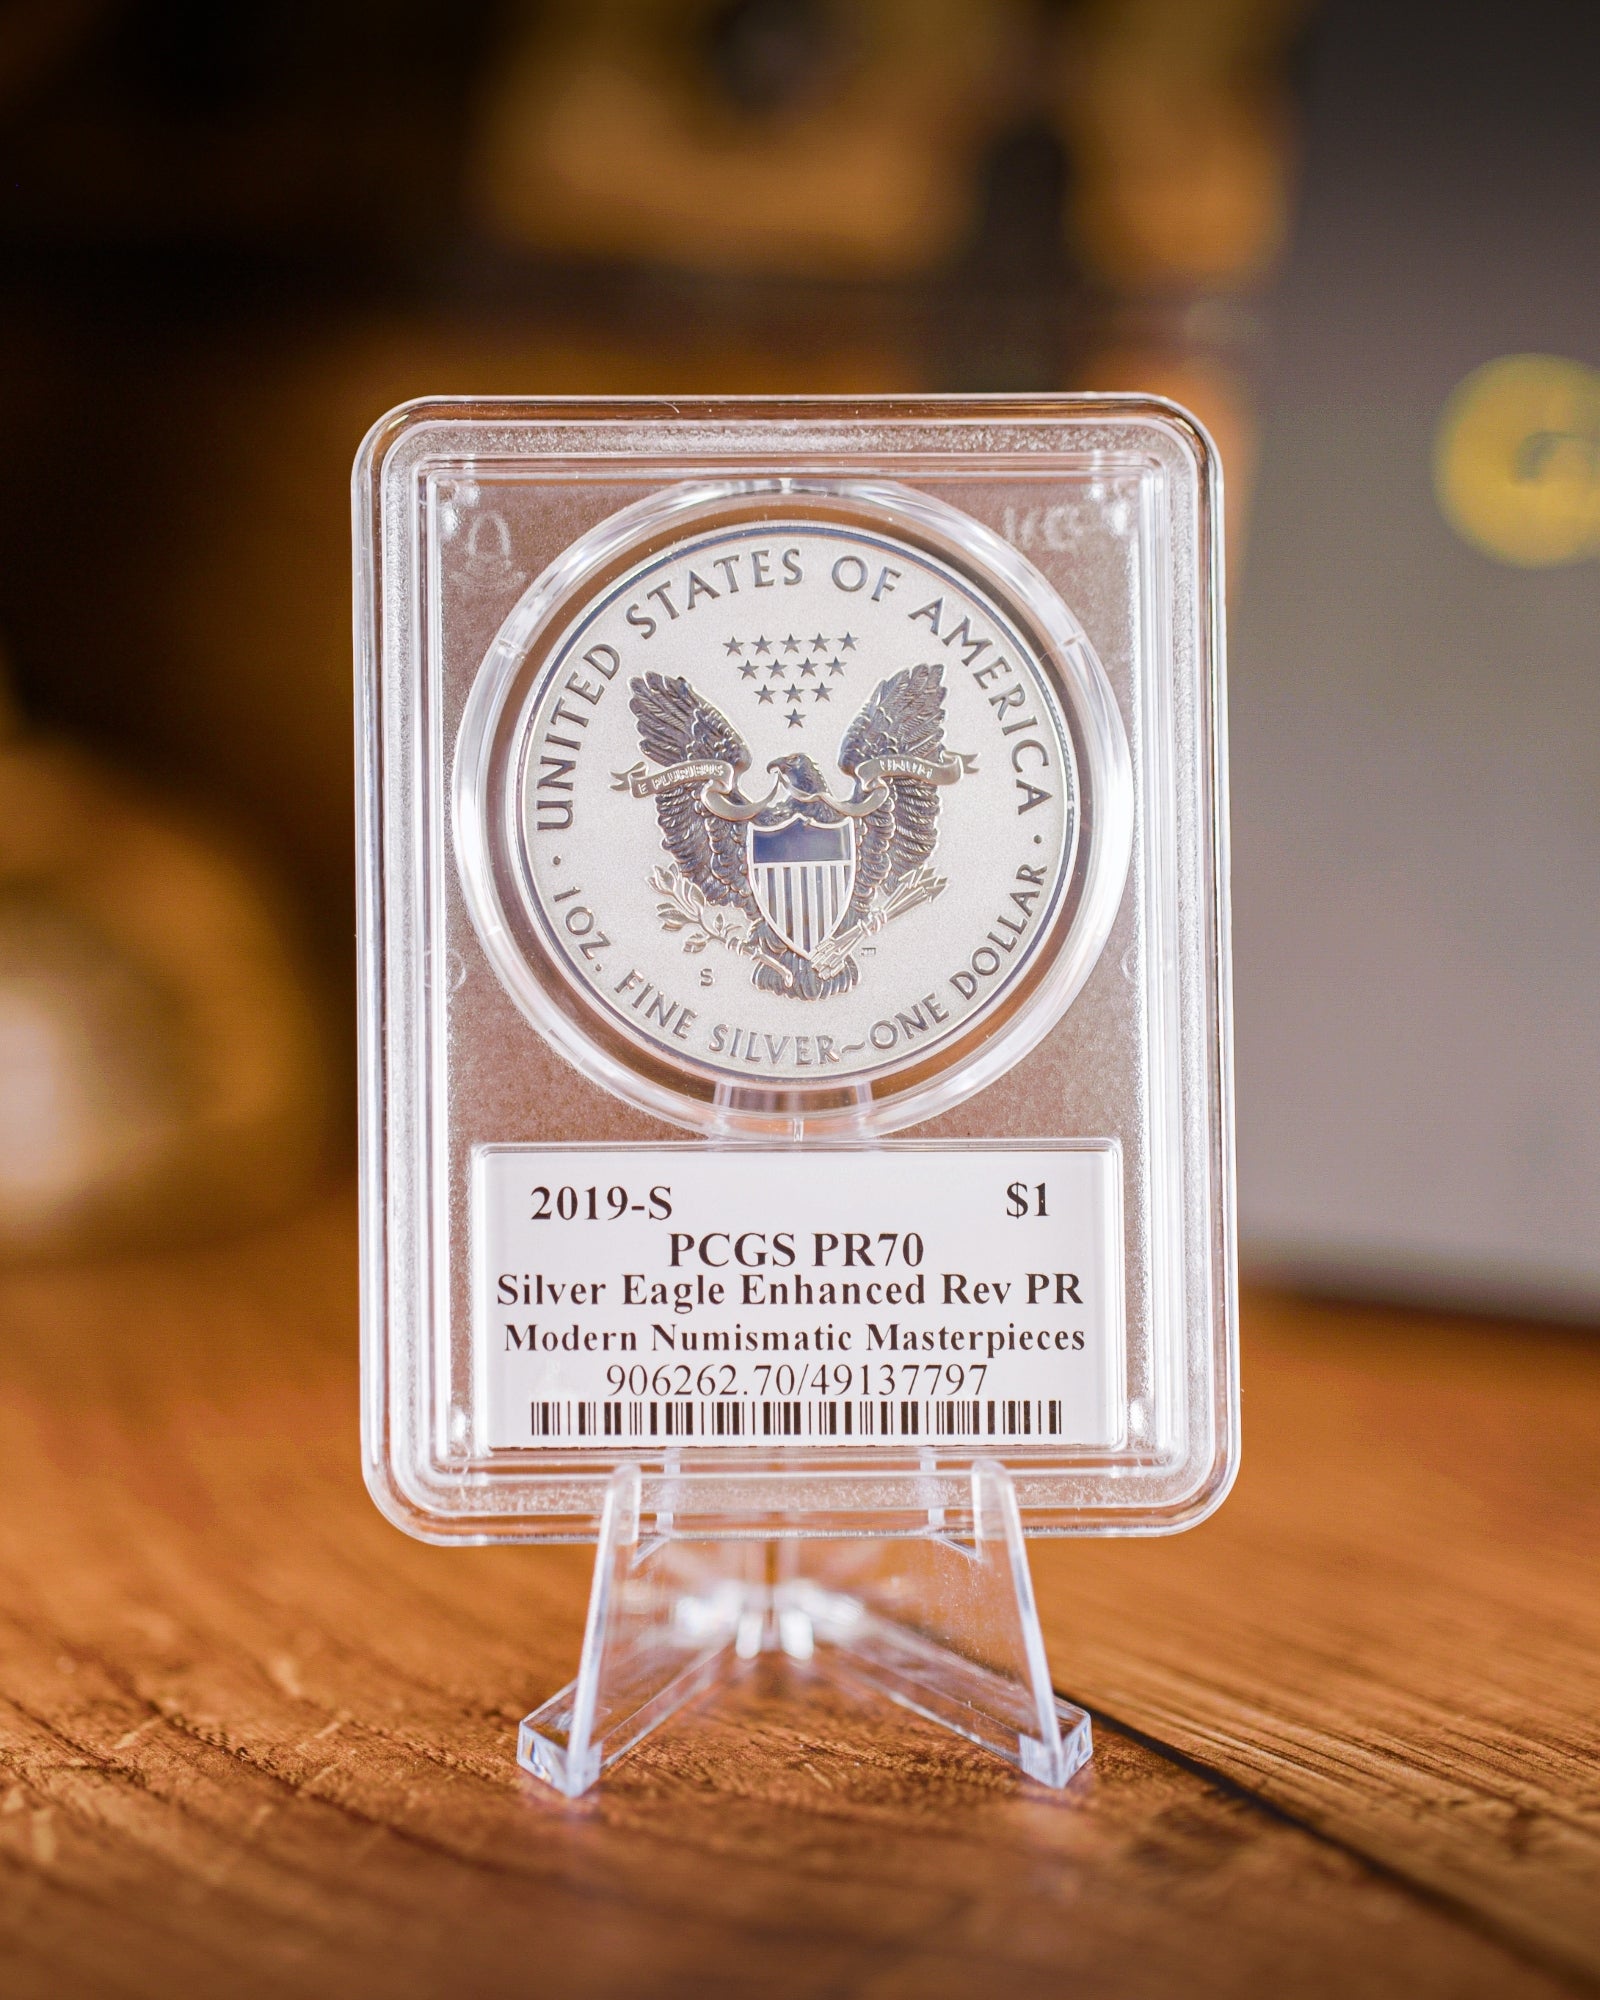 UNITED STATES OF AMERICA
E PLURIBUS UNUM
S
1 OZ. FINE SILVER~ONE DOLLAR
2019-S $1
PCGS PR70
Silver Eagle Enhanced Rev PR
Modern Numismatic Masterpieces
906262.70/49137797